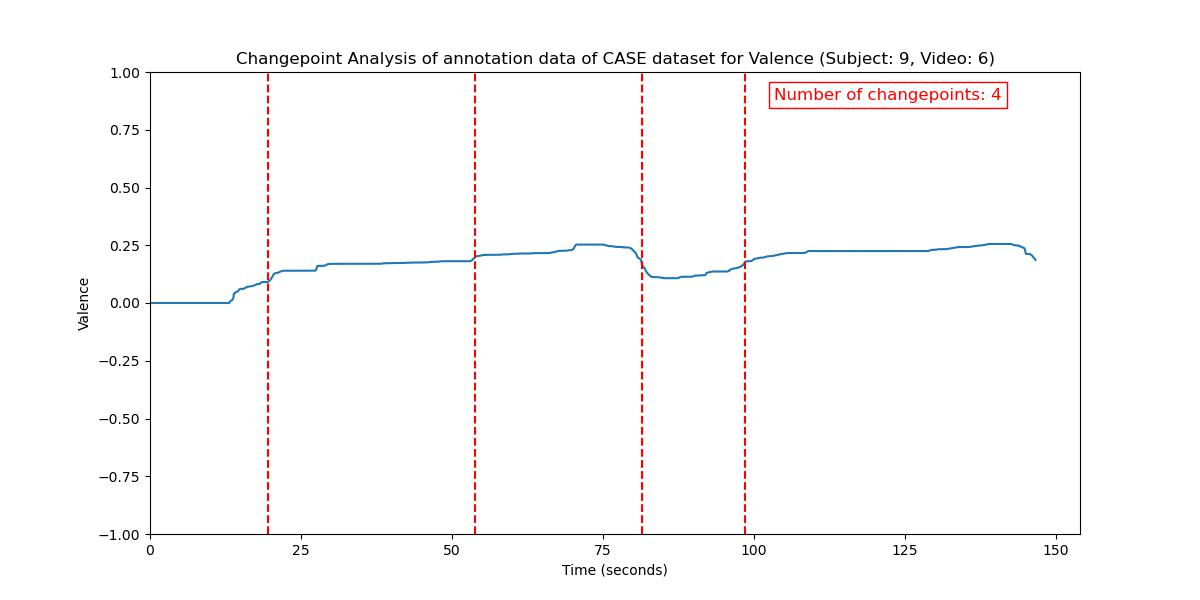 Changepoint Analysis of annotation data of CASE dataset for Valence (Subject: 9, Video: 6)
Number of changepoints: 4
1.00
0.75
0.50
0.25
0.00
−0.25
−0.50
−0.75
−1.00
Valence
0 25 50 75 100 125 150
Time (seconds)